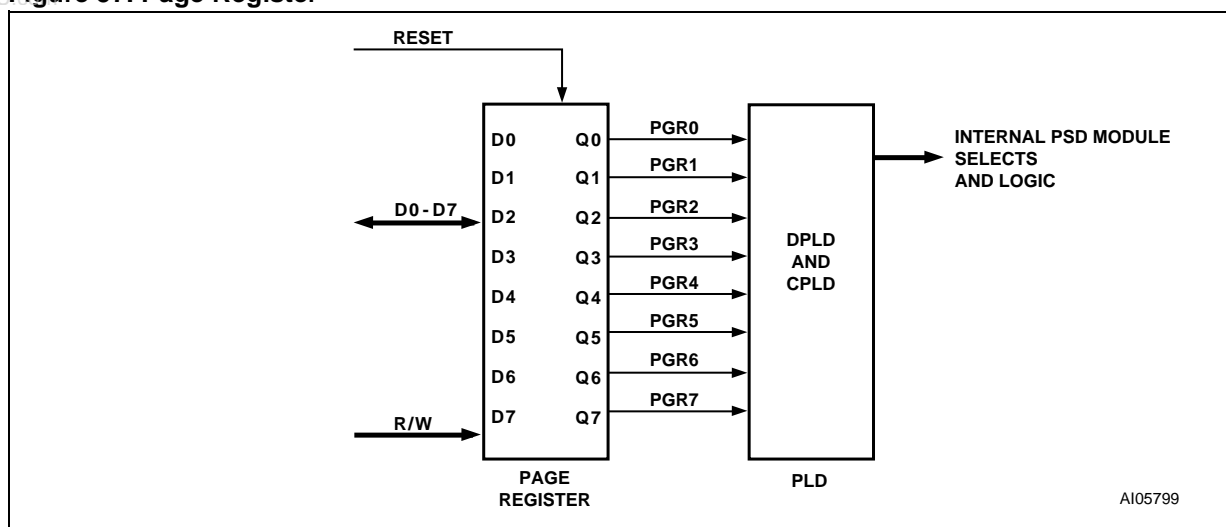 Page Register
RESET
D0 Q0 PGR0
D1 Q1 PGR1
D2 Q2 PGR2
D3 Q3 PGR3
D4 Q4 PGR4
D5 Q5 PGR5
D6 Q6 PGR6
D7 Q7 PGR7
D0-D7
R/W
PAGE
REGISTER
DPLD
AND
CPLD
PLD
INTERNAL PSD MODULE
SELECTS
AND LOGIC
AI05799